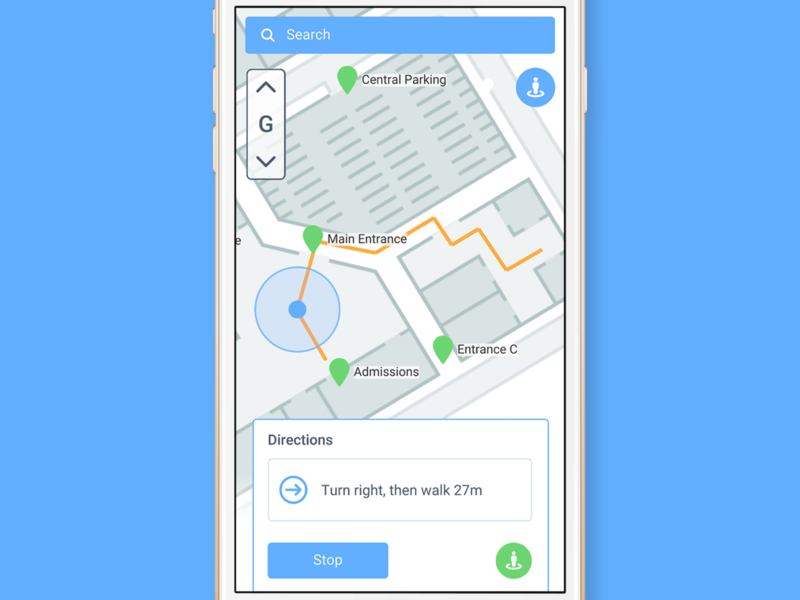 Search
Central Parking
G
Main Entrance
e
Entrance C
Admissions
Directions
Turn right, then walk 27m
Stop